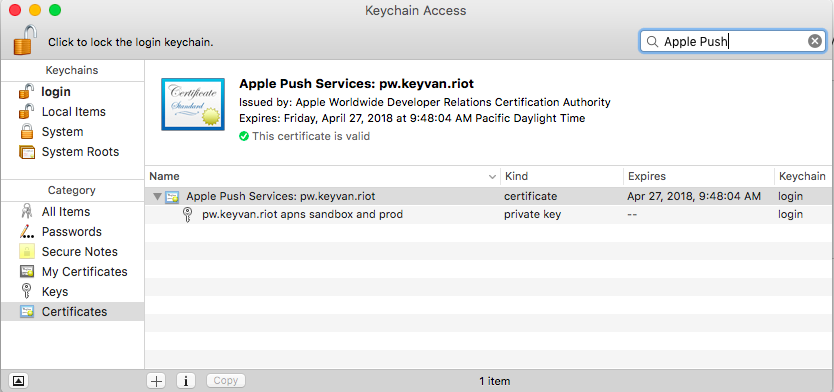 Keychain Access
Click to lock the login keychain.
Apple Push
Keychains
login
Local Items
System
System Roots
Category
All Items
Passwords
Secure Notes
My Certificates
Keys
Certificates
Certificate
Standard
Apple Push Services: pw.keyvan.riot
Issued by: Apple Worldwide Developer Relations Certification Authority
Expires: Friday, April 27, 2018 at 9:48:04 AM Pacific Daylight Time
This certificate is valid
Name Kind Expires Keychain
Apple Push Services: pw.keyvan.riot certificate Apr 27, 2018, 9:48:04 AM login
pw.keyvan.riot apns sandbox and prod private key -- login
Copy
1 item